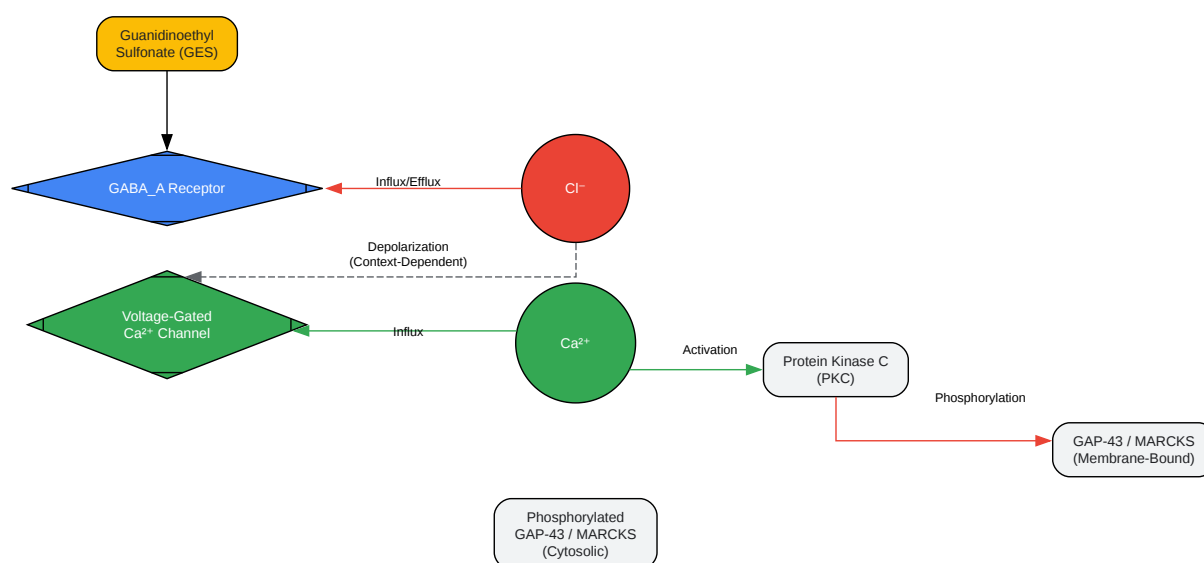 Guanidinoethyl
Sulfonate (GES)
GABA_A Receptor
Influx/Efflux
Cl⁻
Depolarization
(Context-Dependent)
Voltage-Gated
Ca²⁺ Channel
Influx
Ca²⁺
Activation
Protein Kinase C
(PKC)
Phosphorylation
GAP-43 / MARCKS
(Membrane-Bound)
Phosphorylated
GAP-43 / MARCKS
(Cytosolic)